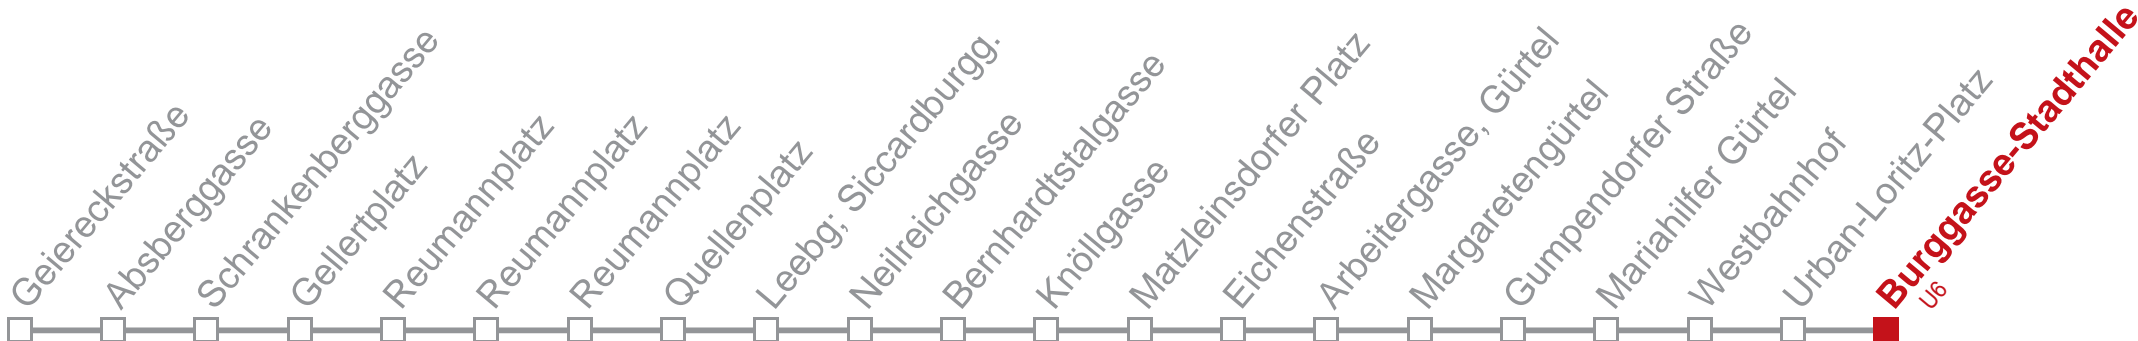 Geiereckstraße
Absberggasse
Schrankenberggasse
Gellertplatz
Reumannplatz
Reumannplatz
Reumannplatz
Quellenplatz
Leebg; Siccardburgg.
Neilreichgasse
Bernhardtstalgasse
Knöllgasse
Matzleinsdorfer Platz
Eichenstraße
Arbeitergasse, Gürtel
Margaretengürtel
Gumpendorfer Straße
Mariahilfer Gürtel
Westbahnhof
Urban-Loritz-Platz
Burggasse-Stadthalle
U6